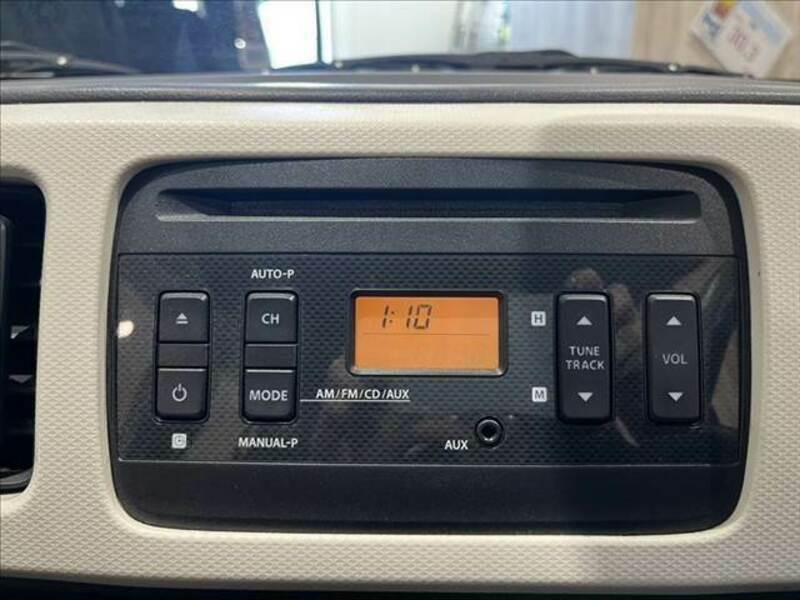 AUTO-P
CH
1:10
H
TUNE
TRACK
VOL
MODE
AM/FM/CD/AUX
M
MANUAL-P
AUX